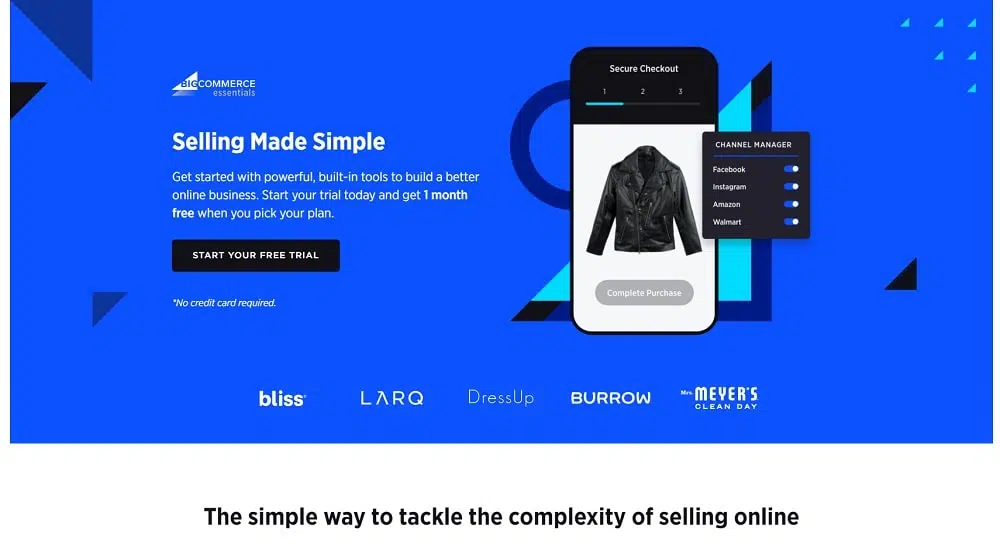 BIGCOMMERCE
essentials
Selling Made Simple
Get started with powerful, built-in tools to build a better
online business. Start your trial today and get 1 month
free when you pick your plan.
START YOUR FREE TRIAL
*No credit card required.
Secure Checkout
1 2 3
CHANNEL MANAGER
Facebook
Instagram
Amazon
Walmart
Complete Purchase
bliss
LARQ
DressUp
BURROW
Mrs. MEYER'S
CLEAN DAY
The simple way to tackle the complexity of selling online